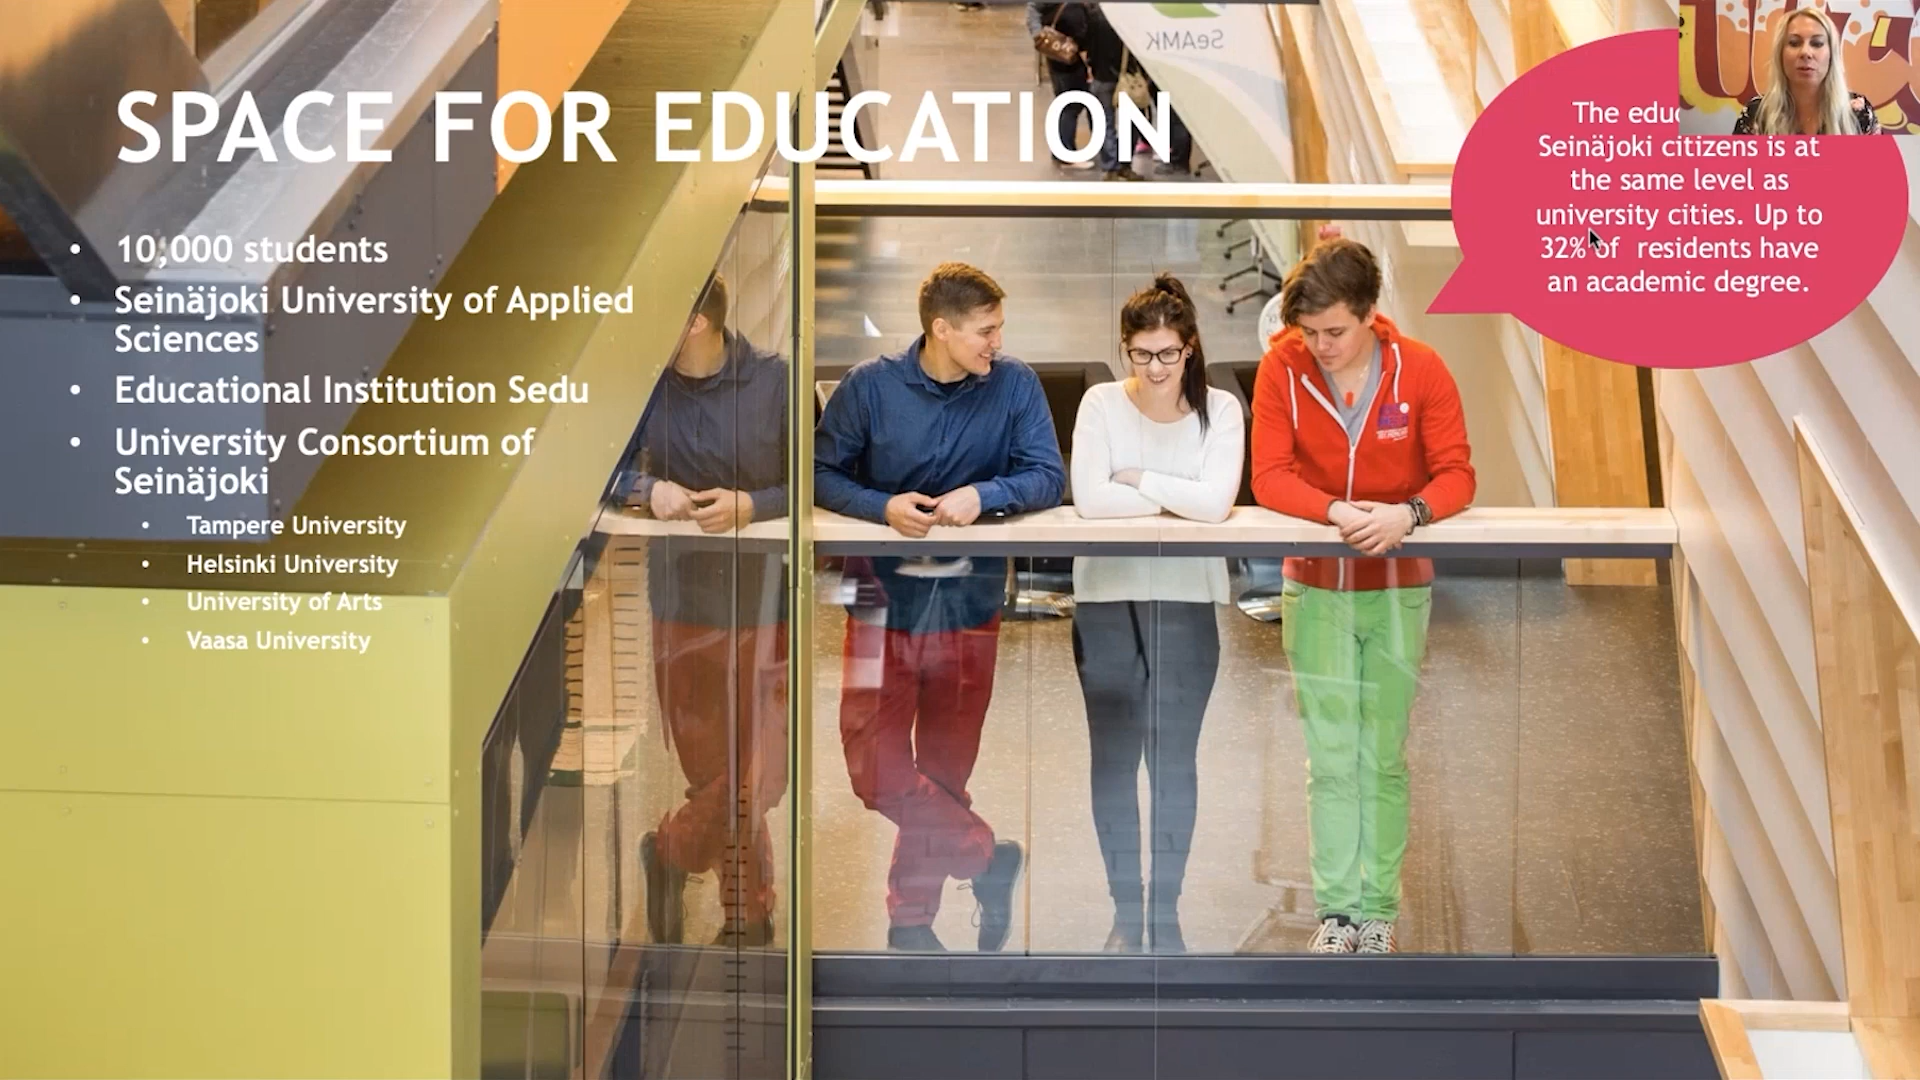 SPACE FOR EDUCATION
• 10,000 students
• Seinäjoki University of Applied
Sciences
• Educational Institution Sedu
• University Consortium of
Seinäjoki
• Tampere University
• Helsinki University
• University of Arts
• Vaasa University
The
Seinäjoki citizens is at
the same level as
university cities. Up to
32% of residents have
an academic degree.
SeAMK